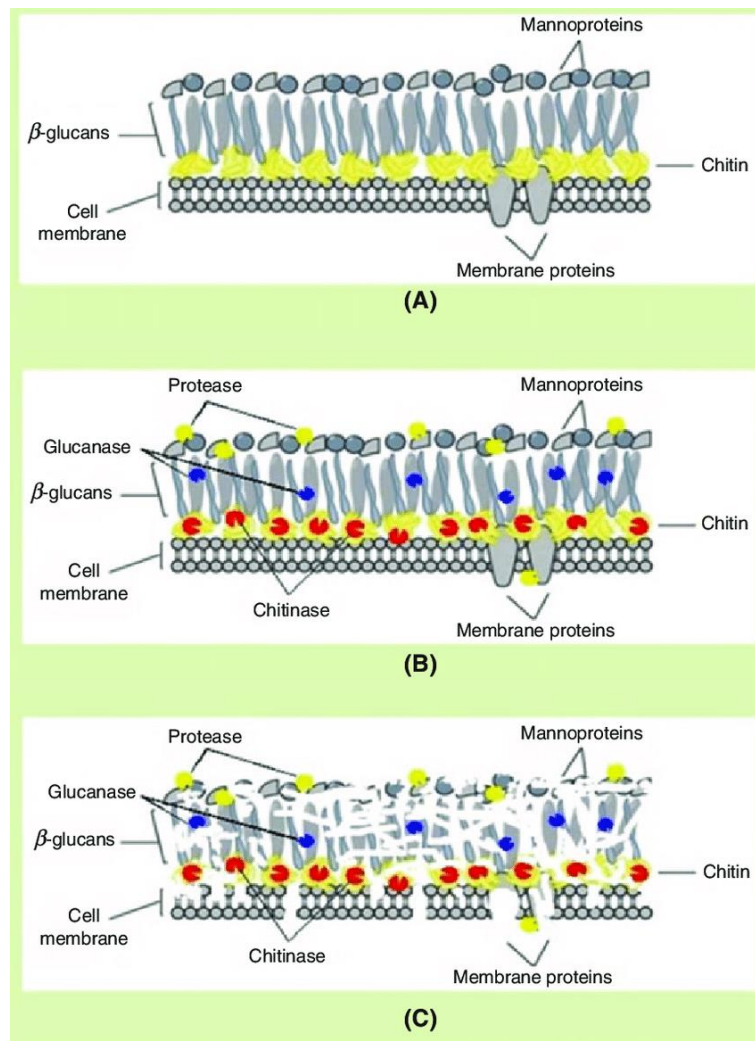 Mannoproteins
β-glucans
Chitin
Cell
membrane
Membrane proteins
(A)
Protease
Mannoproteins
Glucanase
β-glucans
Chitin
Cell
membrane
Chitinase
Membrane proteins
(B)
Protease
Mannoproteins
Glucanase
β-glucans
Chitin
Cell
membrane
Chitinase
Membrane proteins
(C)